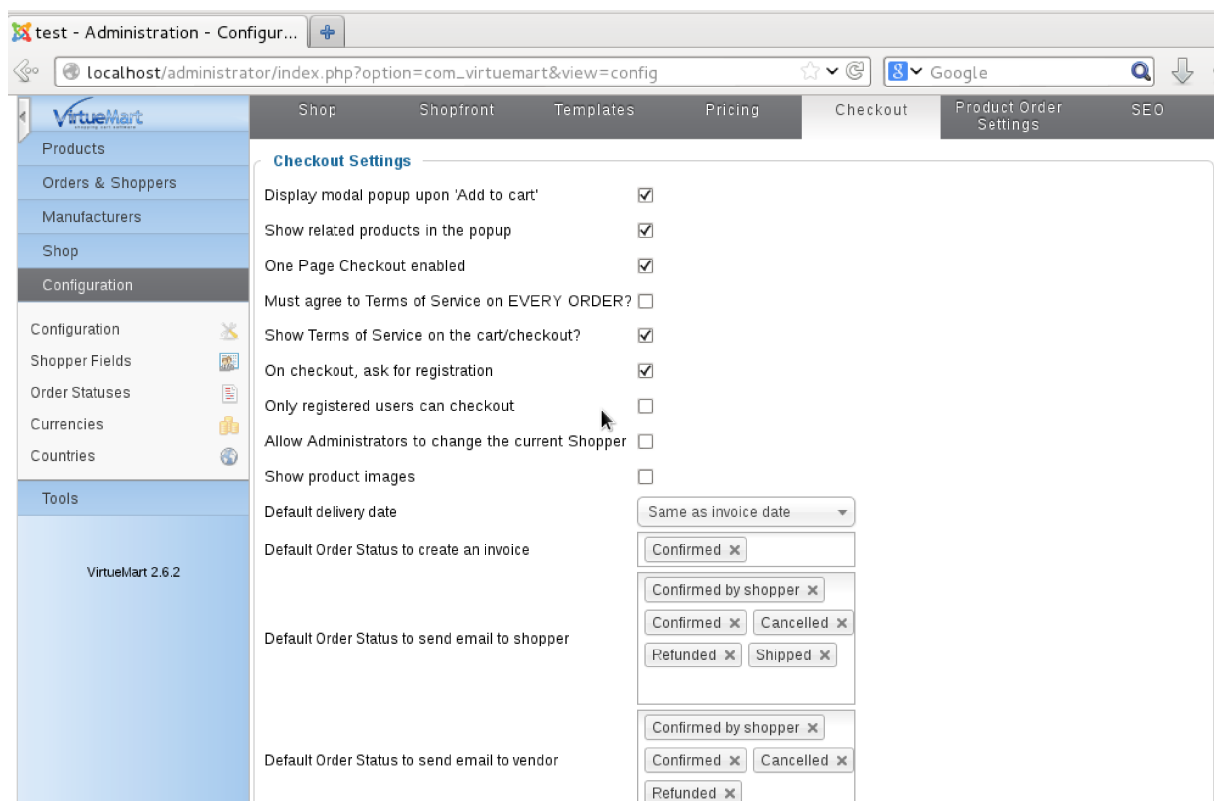 test - Administration - Configur...
localhost/administrator/index.php?option=com_virtuemart&view=config
Google
VirtueMart
Shop
Shopfront
Templates
Pricing
Checkout
Product Order
Settings
SEO
Products
Orders & Shoppers
Manufacturers
Shop
Configuration
Configuration
Shopper Fields
Order Statuses
Currencies
Countries
Tools
VirtueMart 2.6.2
Checkout Settings
Display modal popup upon 'Add to cart'
Show related products in the popup
One Page Checkout enabled
Must agree to Terms of Service on EVERY ORDER?
Show Terms of Service on the cart/checkout?
On checkout, ask for registration
Only registered users can checkout
Allow Administrators to change the current Shopper
Show product images
Default delivery date
Same as invoice date
Default Order Status to create an invoice
Confirmed
Default Order Status to send email to shopper
Confirmed by shopper
Confirmed Cancelled
Refunded Shipped
Default Order Status to send email to vendor
Confirmed by shopper
Confirmed Cancelled
Refunded